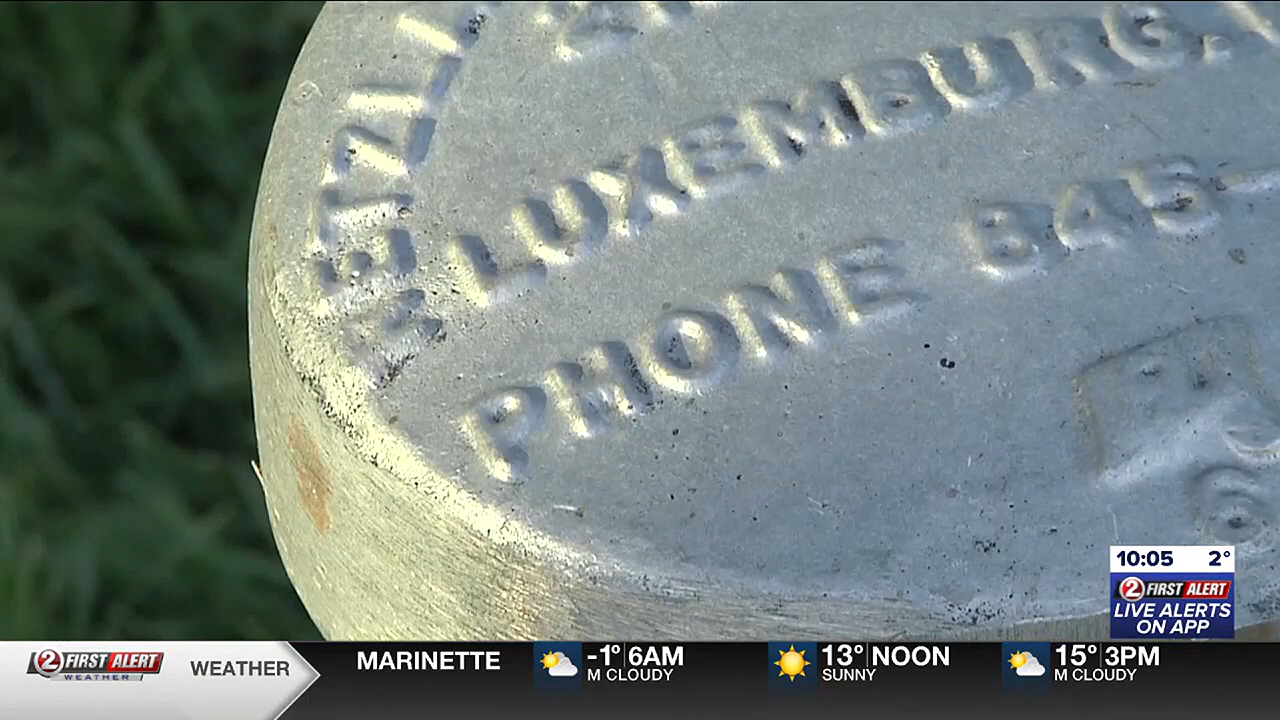 LUXEMBURG,
PHONE 845-
10:05 2°
2 FIRST ALERT
LIVE ALERTS
ON APP
2 FIRST ALERT
WEATHER
WEATHER
MARINETTE
-1° 6AM
M CLOUDY
13° NOON
SUNNY
15° 3PM
M CLOUDY